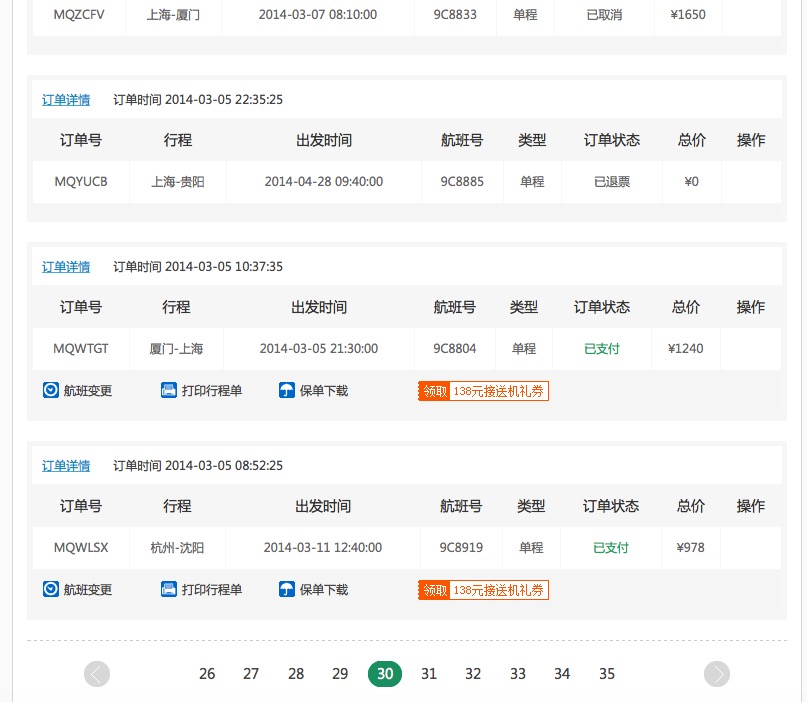 MQZCFV 上海-厦门 2014-03-07 08:10:00 9C8833 单程 已取消 ¥1650
订单详情 订单时间 2014-03-05 22:35:25
订单号 行程 出发时间 航班号 类型 订单状态 总价 操作
MQYUCB 上海-贵阳 2014-04-28 09:40:00 9C8885 单程 已退票 ¥0
订单详情 订单时间 2014-03-05 10:37:35
订单号 行程 出发时间 航班号 类型 订单状态 总价 操作
MQWTGT 厦门-上海 2014-03-05 21:30:00 9C8804 单程 已支付 ¥1240
航班变更 打印行程单 保单下载 领取 138元接送机礼券
订单详情 订单时间 2014-03-05 08:52:25
订单号 行程 出发时间 航班号 类型 订单状态 总价 操作
MQWLSX 杭州-沈阳 2014-03-11 12:40:00 9C8919 单程 已支付 ¥978
航班变更 打印行程单 保单下载 领取 138元接送机礼券
26 27 28 29 30 31 32 33 34 35